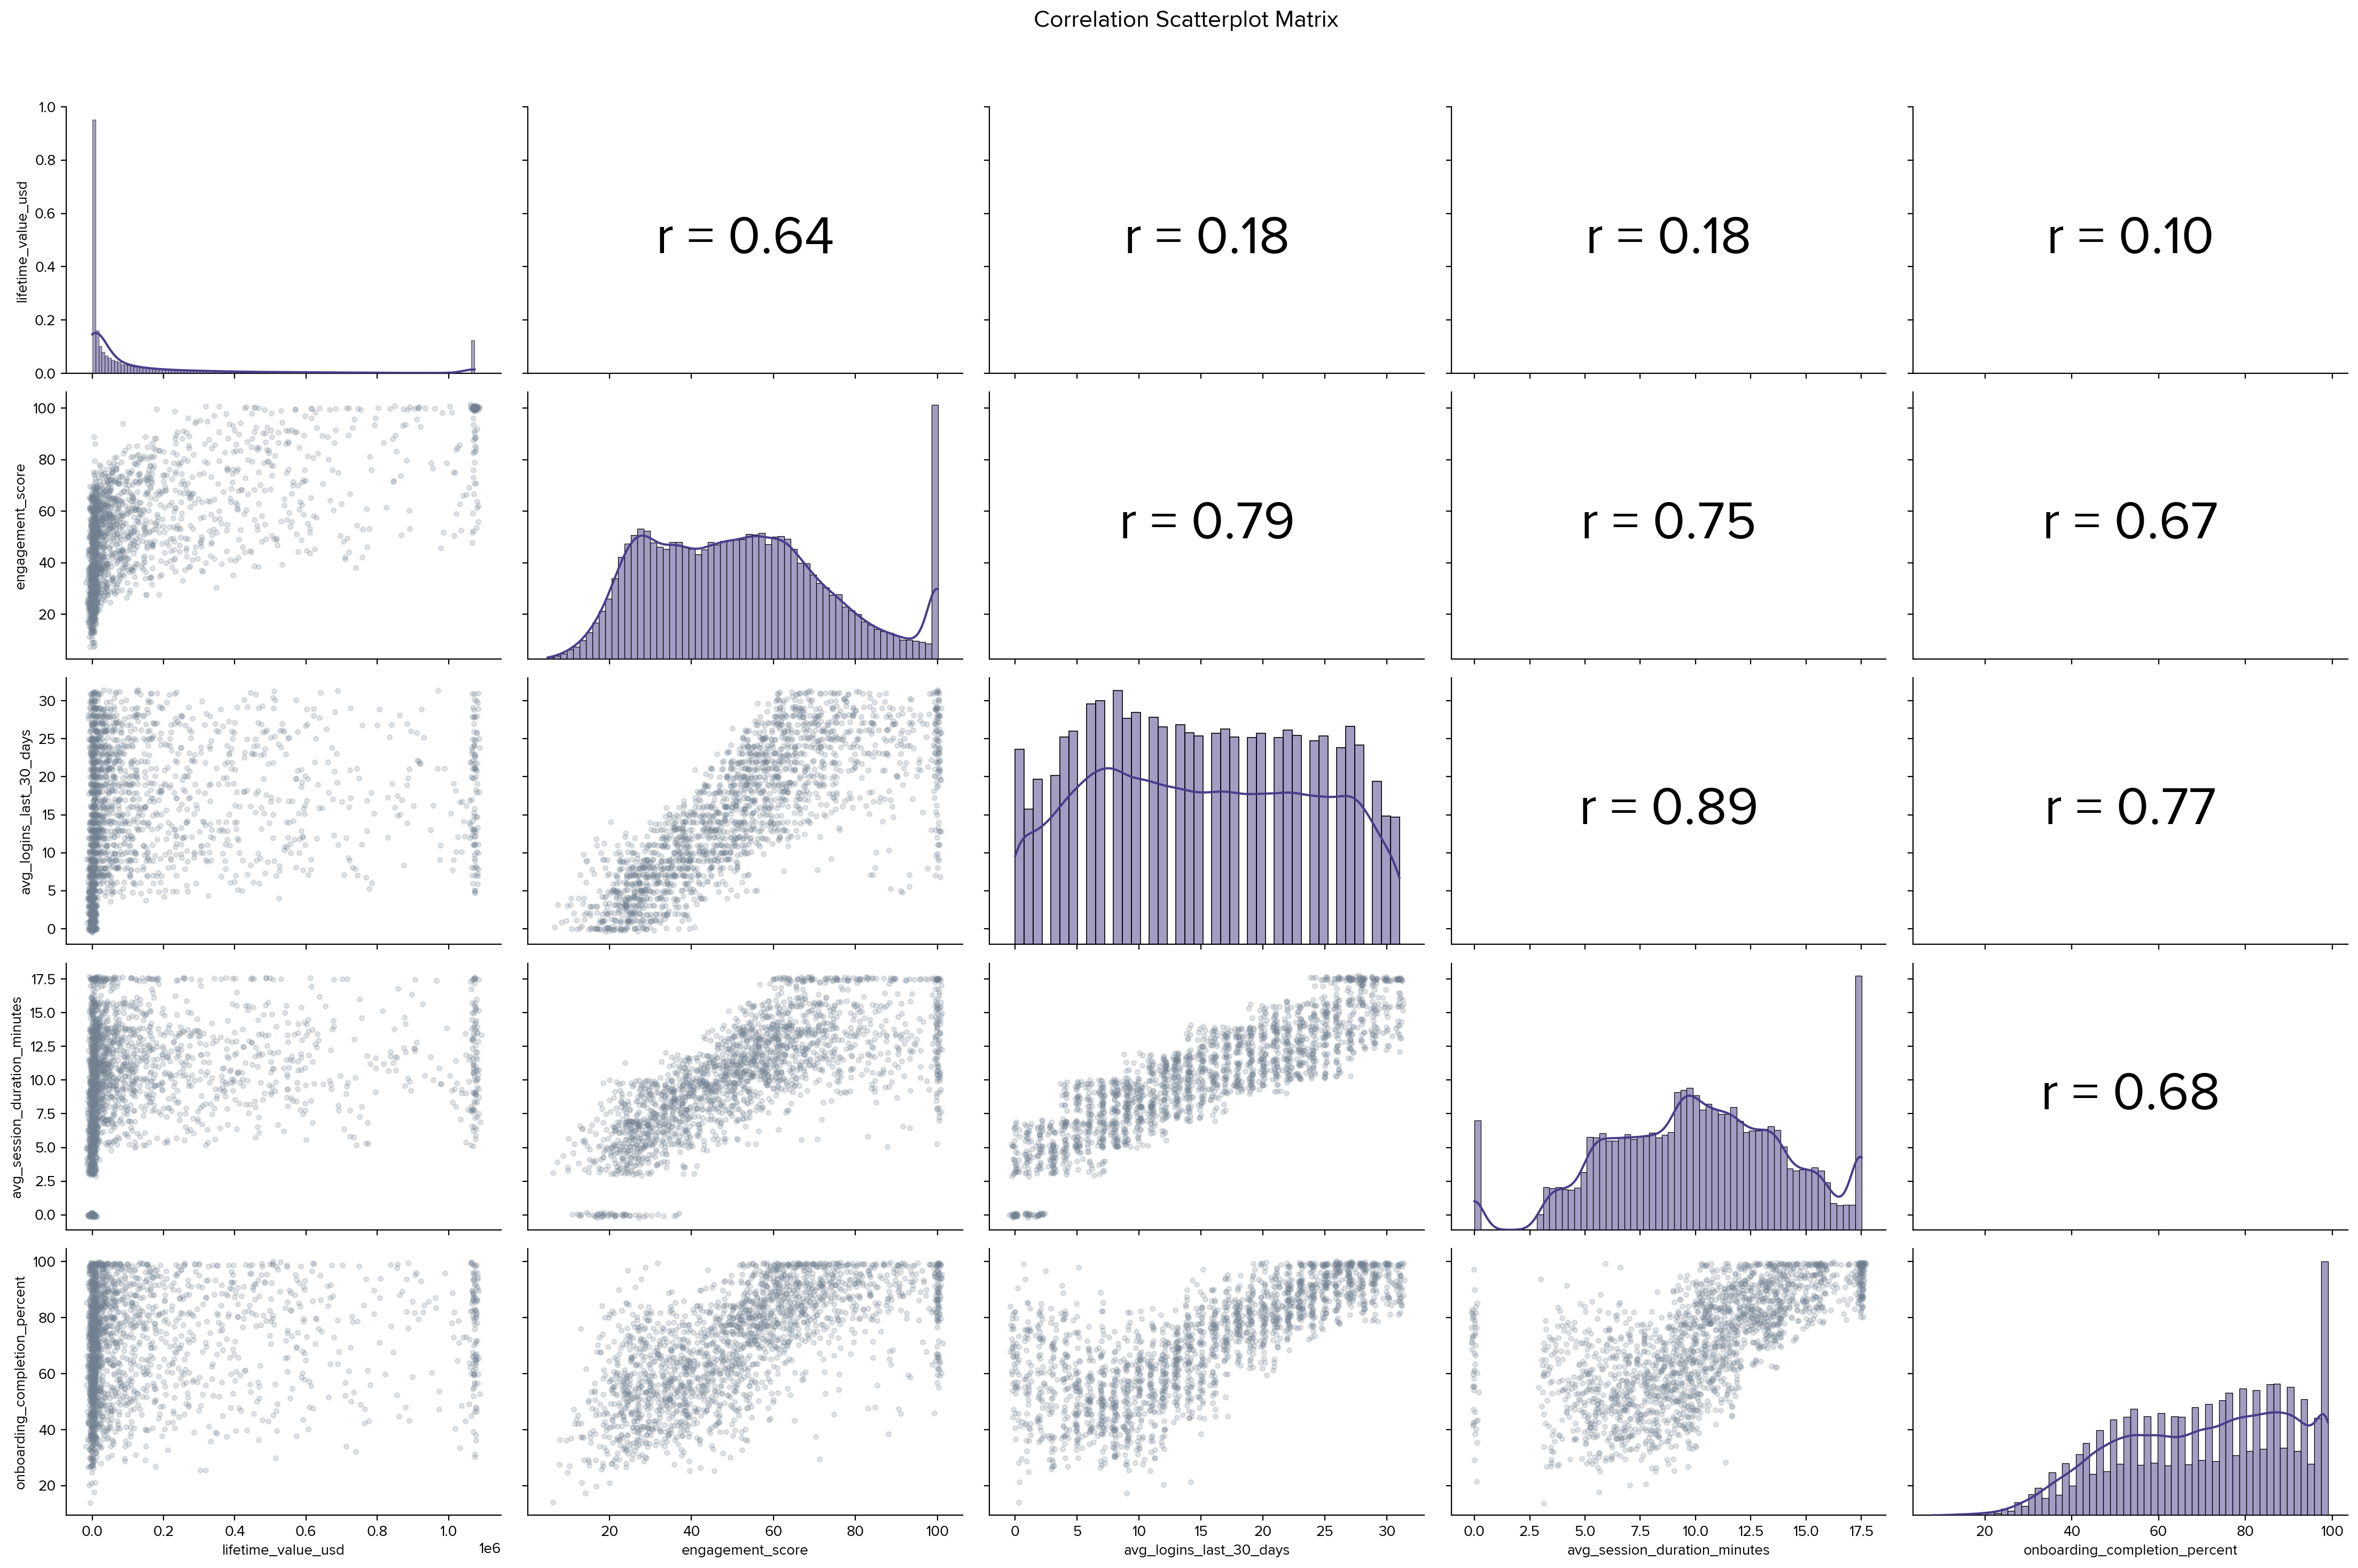 Correlation Scatterplot Matrix
1.0
0.8
0.6
0.4
0.2
0.0
lifetime_value_usd
r = 0.64
r = 0.18
r = 0.18
r = 0.10
100
80
60
40
20
engagement_score
r = 0.79
r = 0.75
r = 0.67
30
25
20
15
10
5
0
avg_logins_last_30_days
r = 0.89
r = 0.77
17.5
15.0
12.5
10.0
7.5
5.0
2.5
0.0
avg_session_duration_minutes
r = 0.68
100
80
60
40
20
onboarding_completion_percent
0.0 0.2 0.4 0.6 0.8 1.0
1e6
lifetime_value_usd
20 40 60 80 100
engagement_score
0 5 10 15 20 25 30
avg_logins_last_30_days
0.0 2.5 5.0 7.5 10.0 12.5 15.0 17.5
avg_session_duration_minutes
20 40 60 80 100
onboarding_completion_percent